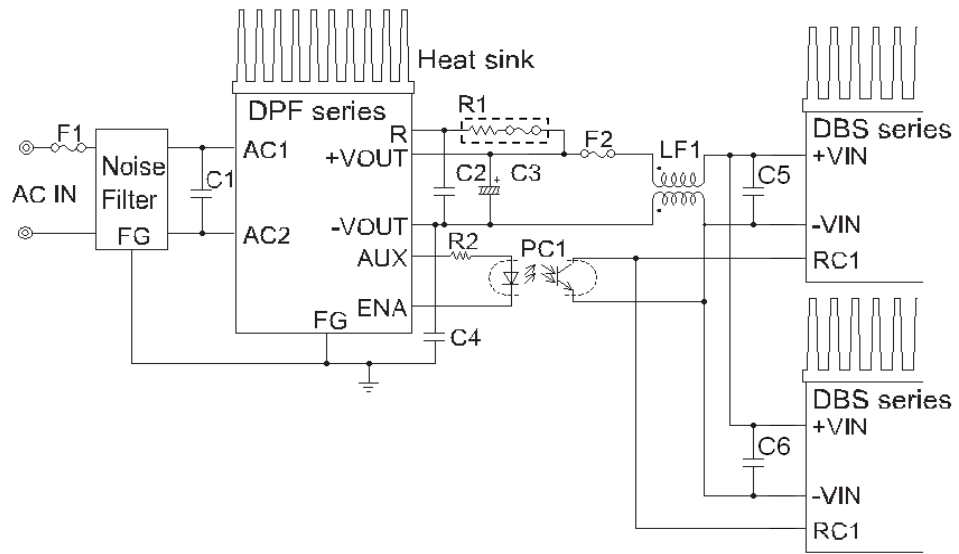 Heat sink
DPF series
R1
R
F1
F2
LF1
DBS series
+VIN
AC1
+VOUT
Noise
Filter
C1
C2
C3
C5
AC IN
FG
AC2
-VOUT
-VIN
R2
PC1
AUX
RC1
ENA
FG
C4
DBS series
+VIN
C6
-VIN
RC1
+